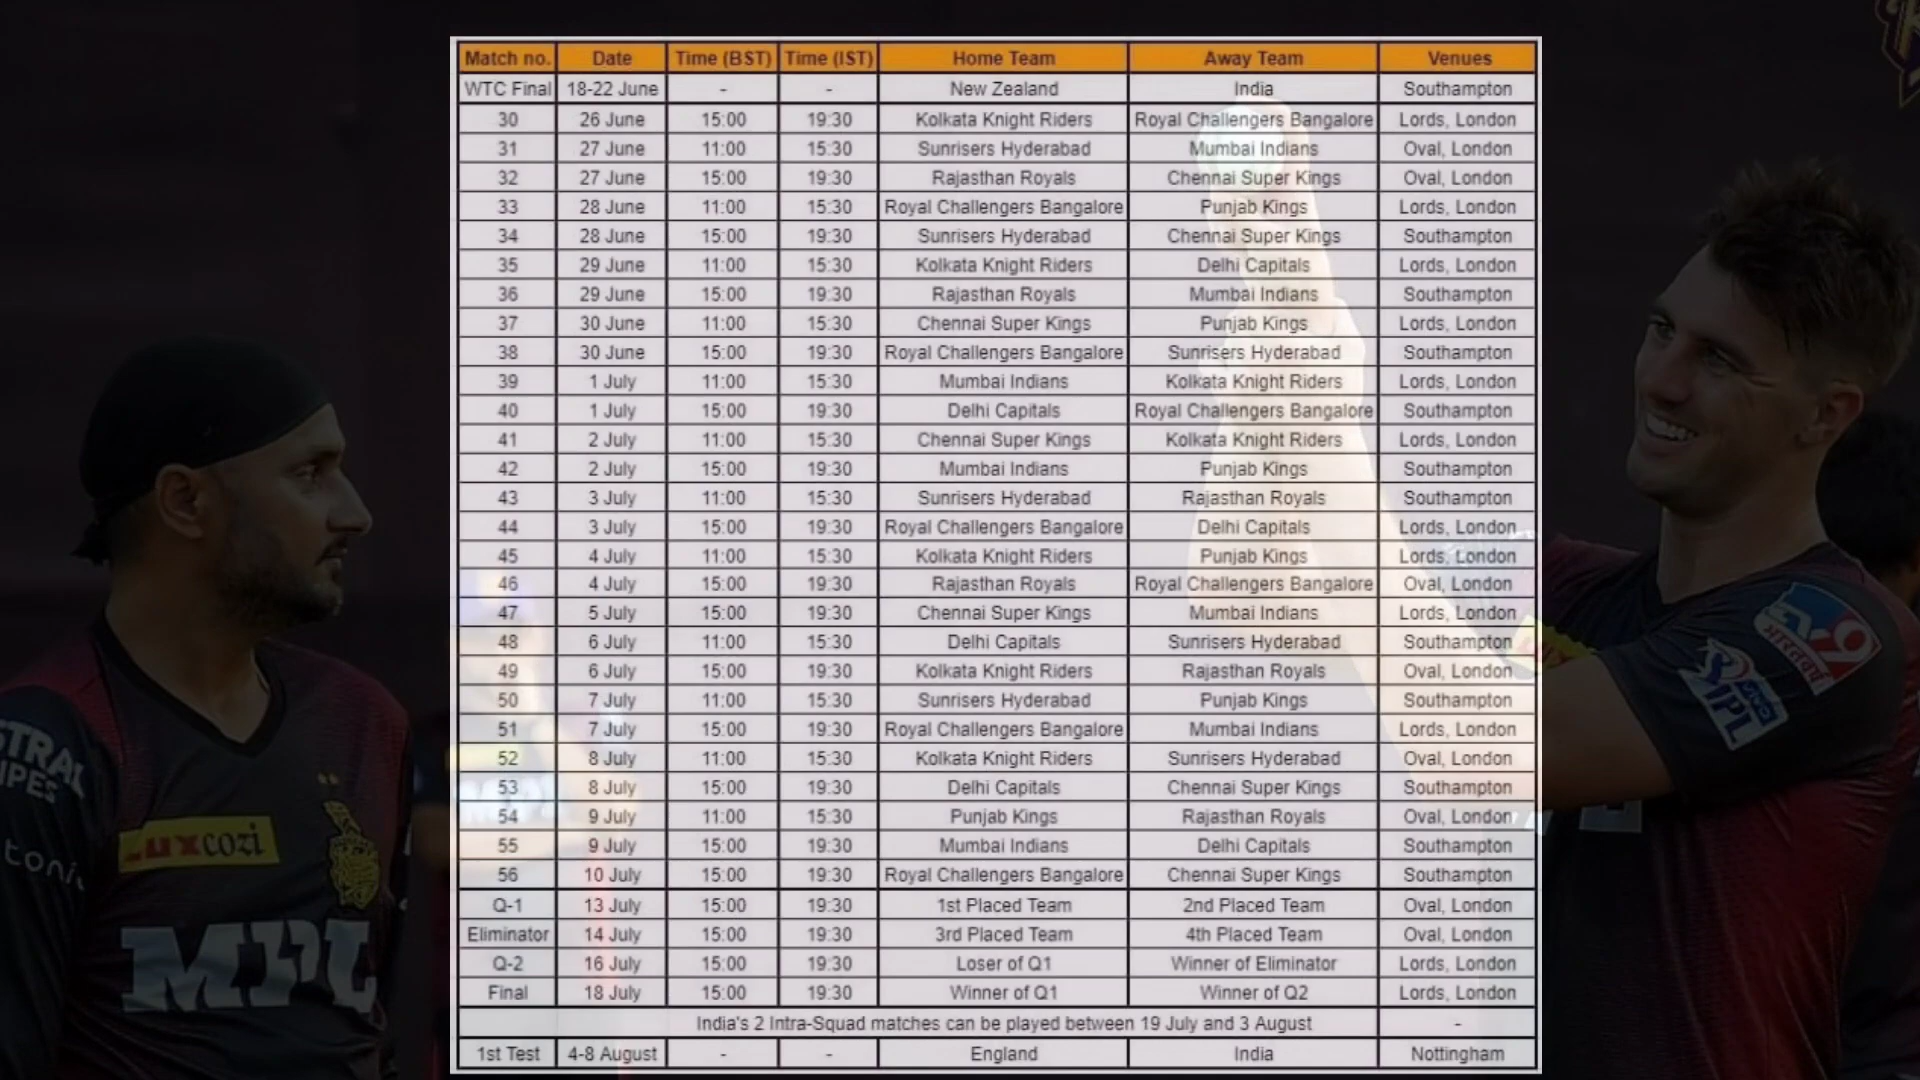 Match no. Date Time (BST) Time (IST) Home Team Away Team Venues
WTC Final 18-22 June - - New Zealand India Southampton
30 26 June 15:00 19:30 Kolkata Knight Riders Royal Challengers Bangalore Lords, London
31 27 June 11:00 15:30 Sunrisers Hyderabad Mumbai Indians Oval, London
32 27 June 15:00 19:30 Rajasthan Royals Chennai Super Kings Oval, London
33 28 June 11:00 15:30 Royal Challengers Bangalore Punjab Kings Lords, London
34 28 June 15:00 19:30 Sunrisers Hyderabad Chennai Super Kings Southampton
35 29 June 11:00 15:30 Kolkata Knight Riders Delhi Capitals Lords, London
36 29 June 15:00 19:30 Rajasthan Royals Mumbai Indians Southampton
37 30 June 11:00 15:30 Chennai Super Kings Punjab Kings Lords, London
38 30 June 15:00 19:30 Royal Challengers Bangalore Sunrisers Hyderabad Southampton
39 1 July 11:00 15:30 Mumbai Indians Kolkata Knight Riders Lords, London
40 1 July 15:00 19:30 Delhi Capitals Royal Challengers Bangalore Southampton
41 2 July 11:00 15:30 Chennai Super Kings Kolkata Knight Riders Lords, London
42 2 July 15:00 19:30 Mumbai Indians Punjab Kings Southampton
43 3 July 11:00 15:30 Sunrisers Hyderabad Rajasthan Royals Southampton
44 3 July 15:00 19:30 Royal Challengers Bangalore Delhi Capitals Lords, London
45 4 July 11:00 15:30 Kolkata Knight Riders Punjab Kings Lords, London
46 4 July 15:00 19:30 Rajasthan Royals Royal Challengers Bangalore Oval, London
47 5 July 15:00 19:30 Chennai Super Kings Mumbai Indians Lords, London
48 6 July 11:00 15:30 Delhi Capitals Sunrisers Hyderabad Southampton
49 6 July 15:00 19:30 Kolkata Knight Riders Rajasthan Royals Oval, London
50 7 July 11:00 15:30 Sunrisers Hyderabad Punjab Kings Southampton
51 7 July 15:00 19:30 Royal Challengers Bangalore Mumbai Indians Lords, London
52 8 July 11:00 15:30 Kolkata Knight Riders Sunrisers Hyderabad Oval, London
53 8 July 15:00 19:30 Delhi Capitals Chennai Super Kings Southampton
54 9 July 11:00 15:30 Punjab Kings Rajasthan Royals Oval, London
55 9 July 15:00 19:30 Mumbai Indians Delhi Capitals Southampton
56 10 July 15:00 19:30 Royal Challengers Bangalore Chennai Super Kings Southampton
Q-1 13 July 15:00 19:30 1st Placed Team 2nd Placed Team Oval, London
Eliminator 14 July 15:00 19:30 3rd Placed Team 4th Placed Team Oval, London
Q-2 16 July 15:00 19:30 Loser of Q1 Winner of Eliminator Lords, London
Final 18 July 15:00 19:30 Winner of Q1 Winner of Q2 Lords, London
India's 2 Intra-Squad matches can be played between 19 July and 3 August -
1st Test 4-8 August - - England India Nottingham
LUX cozi
MPL
IPL